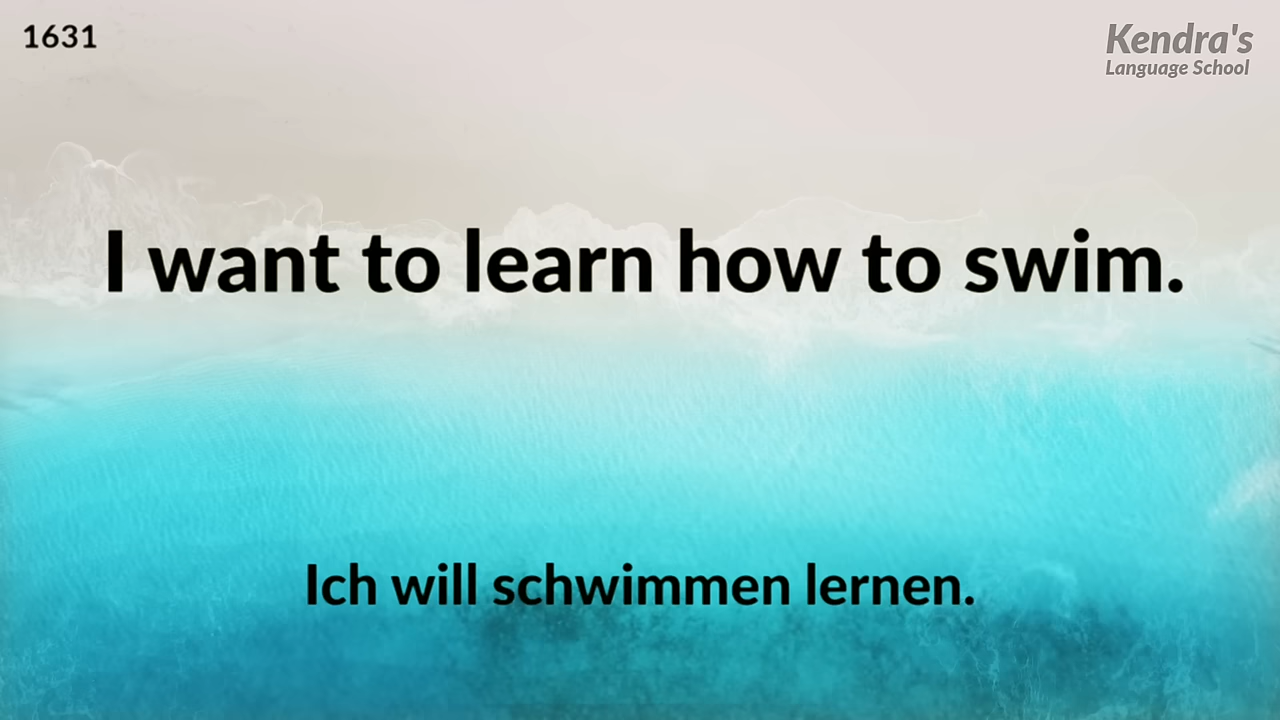 1631
Kendra's
Language School
I want to learn how to swim.
Ich will schwimmen lernen.